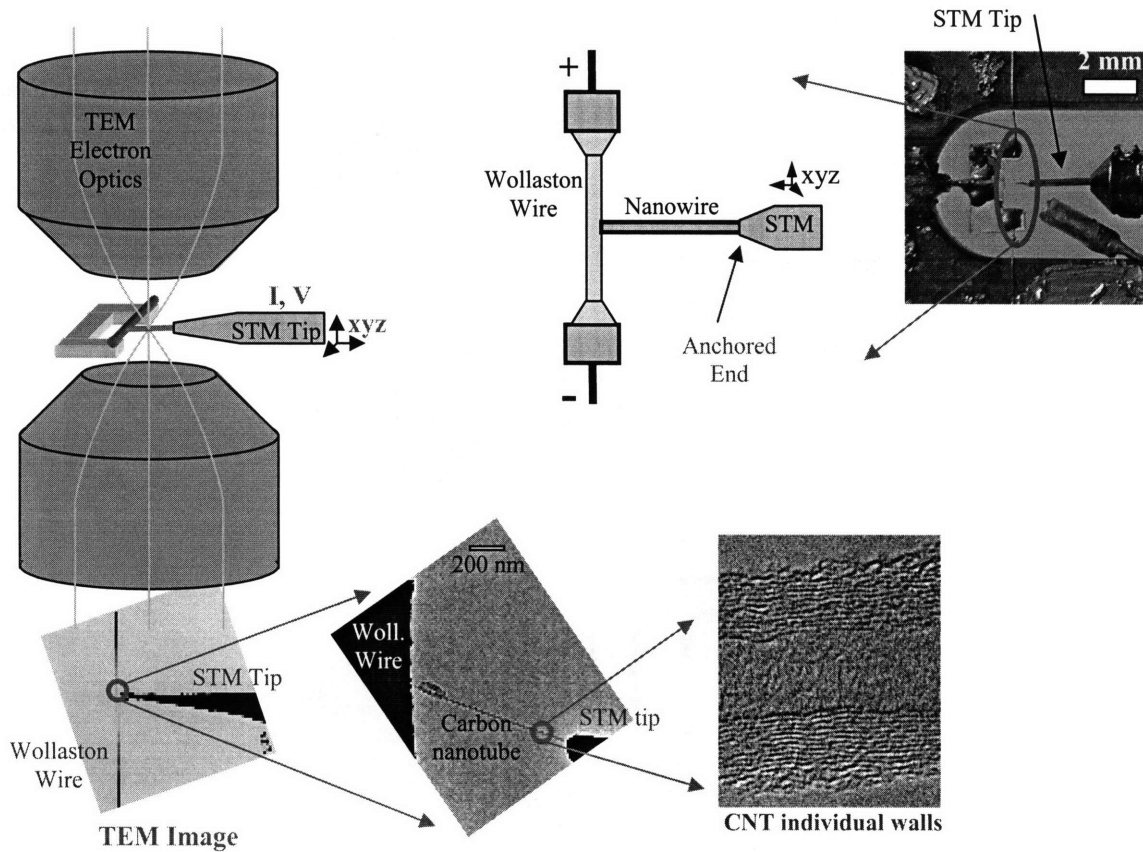 TEM
Electron
Optics
I, V
STM Tip
xyz
+
Wollaston
Wire
Nanowire
xyz
STM
Anchored
End
-
STM Tip
2 mm
STM Tip
Wollaston
Wire
TEM Image
200 nm
Woll.
Wire
Carbon
nanotube
STM tip
CNT individual walls